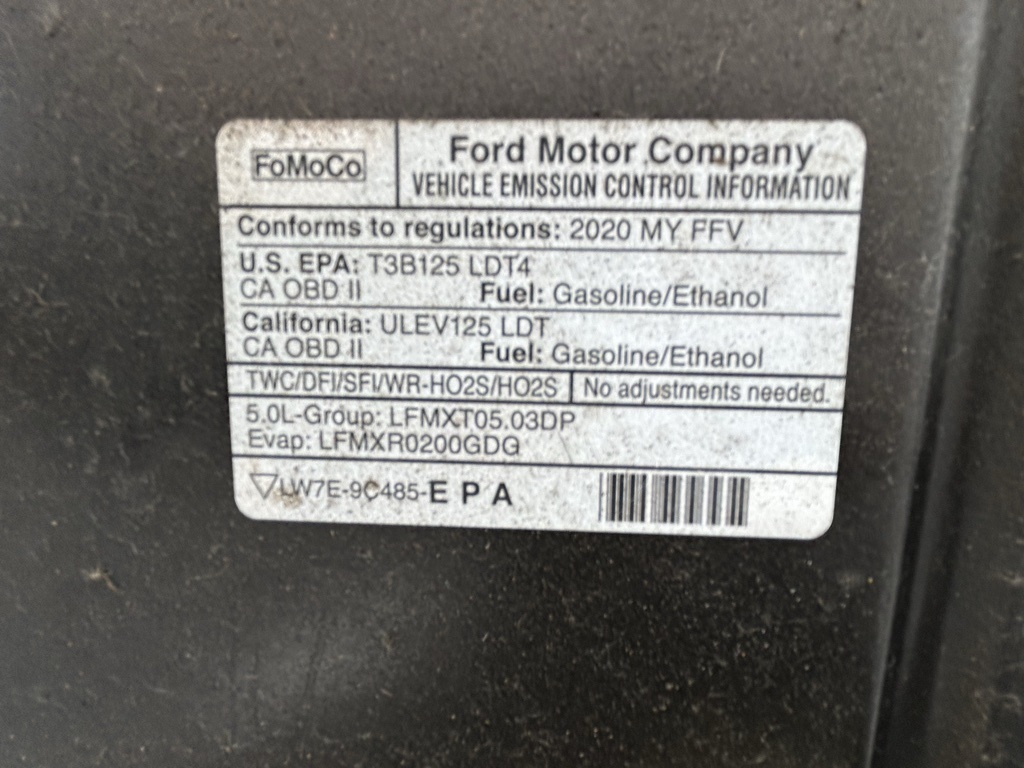 FoMoCo
Ford Motor Company
VEHICLE EMISSION CONTROL INFORMATION
Conforms to regulations: 2020 MY FFV
U.S. EPA: T3B125 LDT4
CA OBD II Fuel: Gasoline/Ethanol
California: ULEV125 LDT
CA OBD II Fuel: Gasoline/Ethanol
TWC/DFI/SFI/WR-HO2S/HO2S No adjustments needed.
5.0L-Group: LFMXT05.03DP
Evap: LFMXR0200GDG
LW7E-9C485-E P A